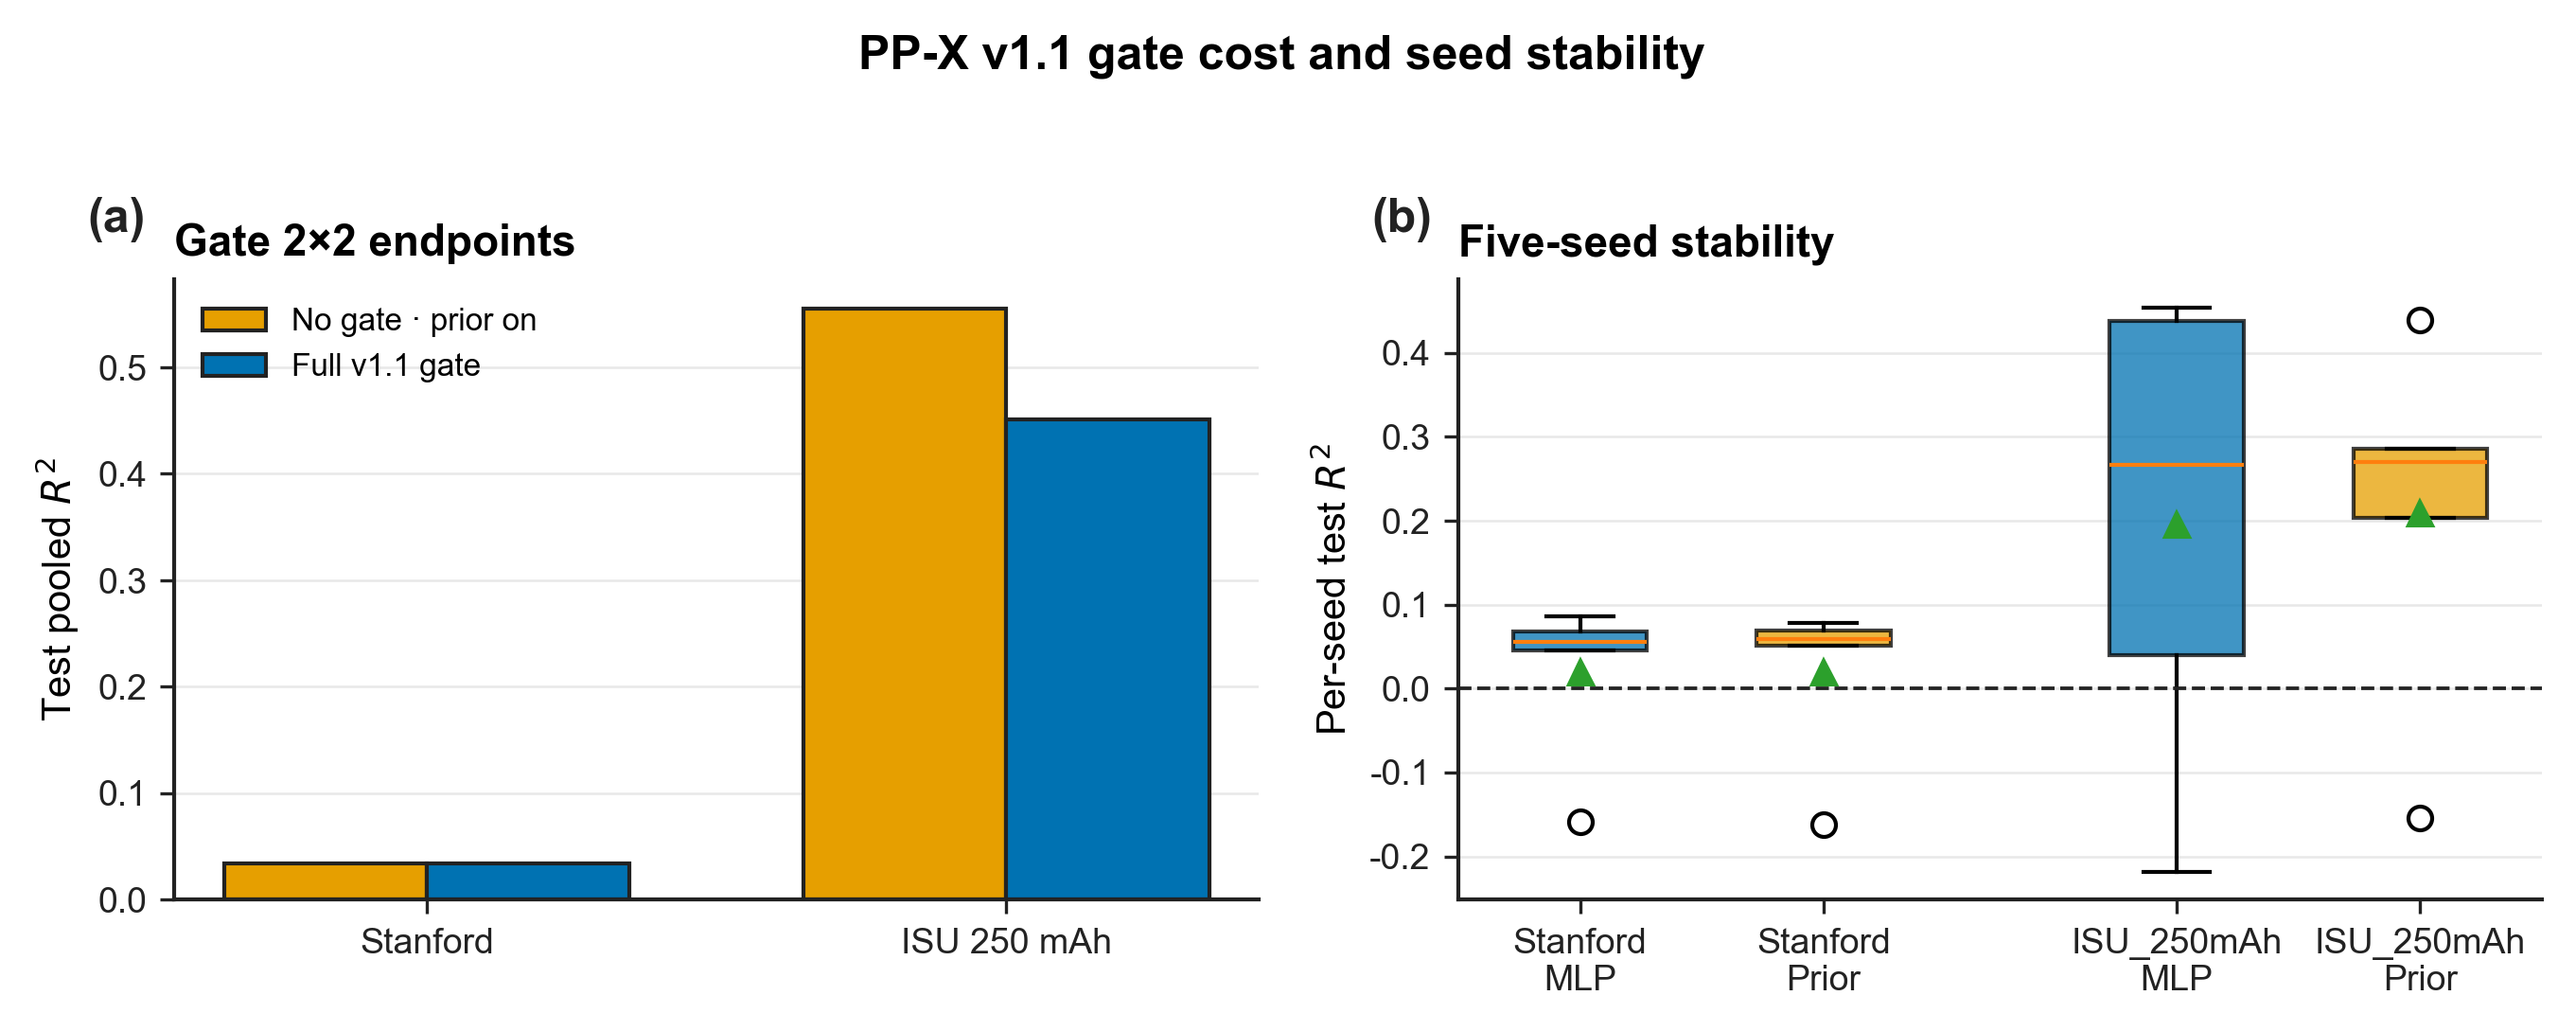 PP-X v1.1 gate cost and seed stability
(a)
Gate 2×2 endpoints
No gate · prior on
Full v1.1 gate
Test pooled R²
0.5
0.4
0.3
0.2
0.1
0.0
Stanford
ISU 250 mAh
(b)
Five-seed stability
Per-seed test R²
0.4
0.3
0.2
0.1
0.0
-0.1
-0.2
Stanford
MLP
Stanford
Prior
ISU_250mAh
MLP
ISU_250mAh
Prior